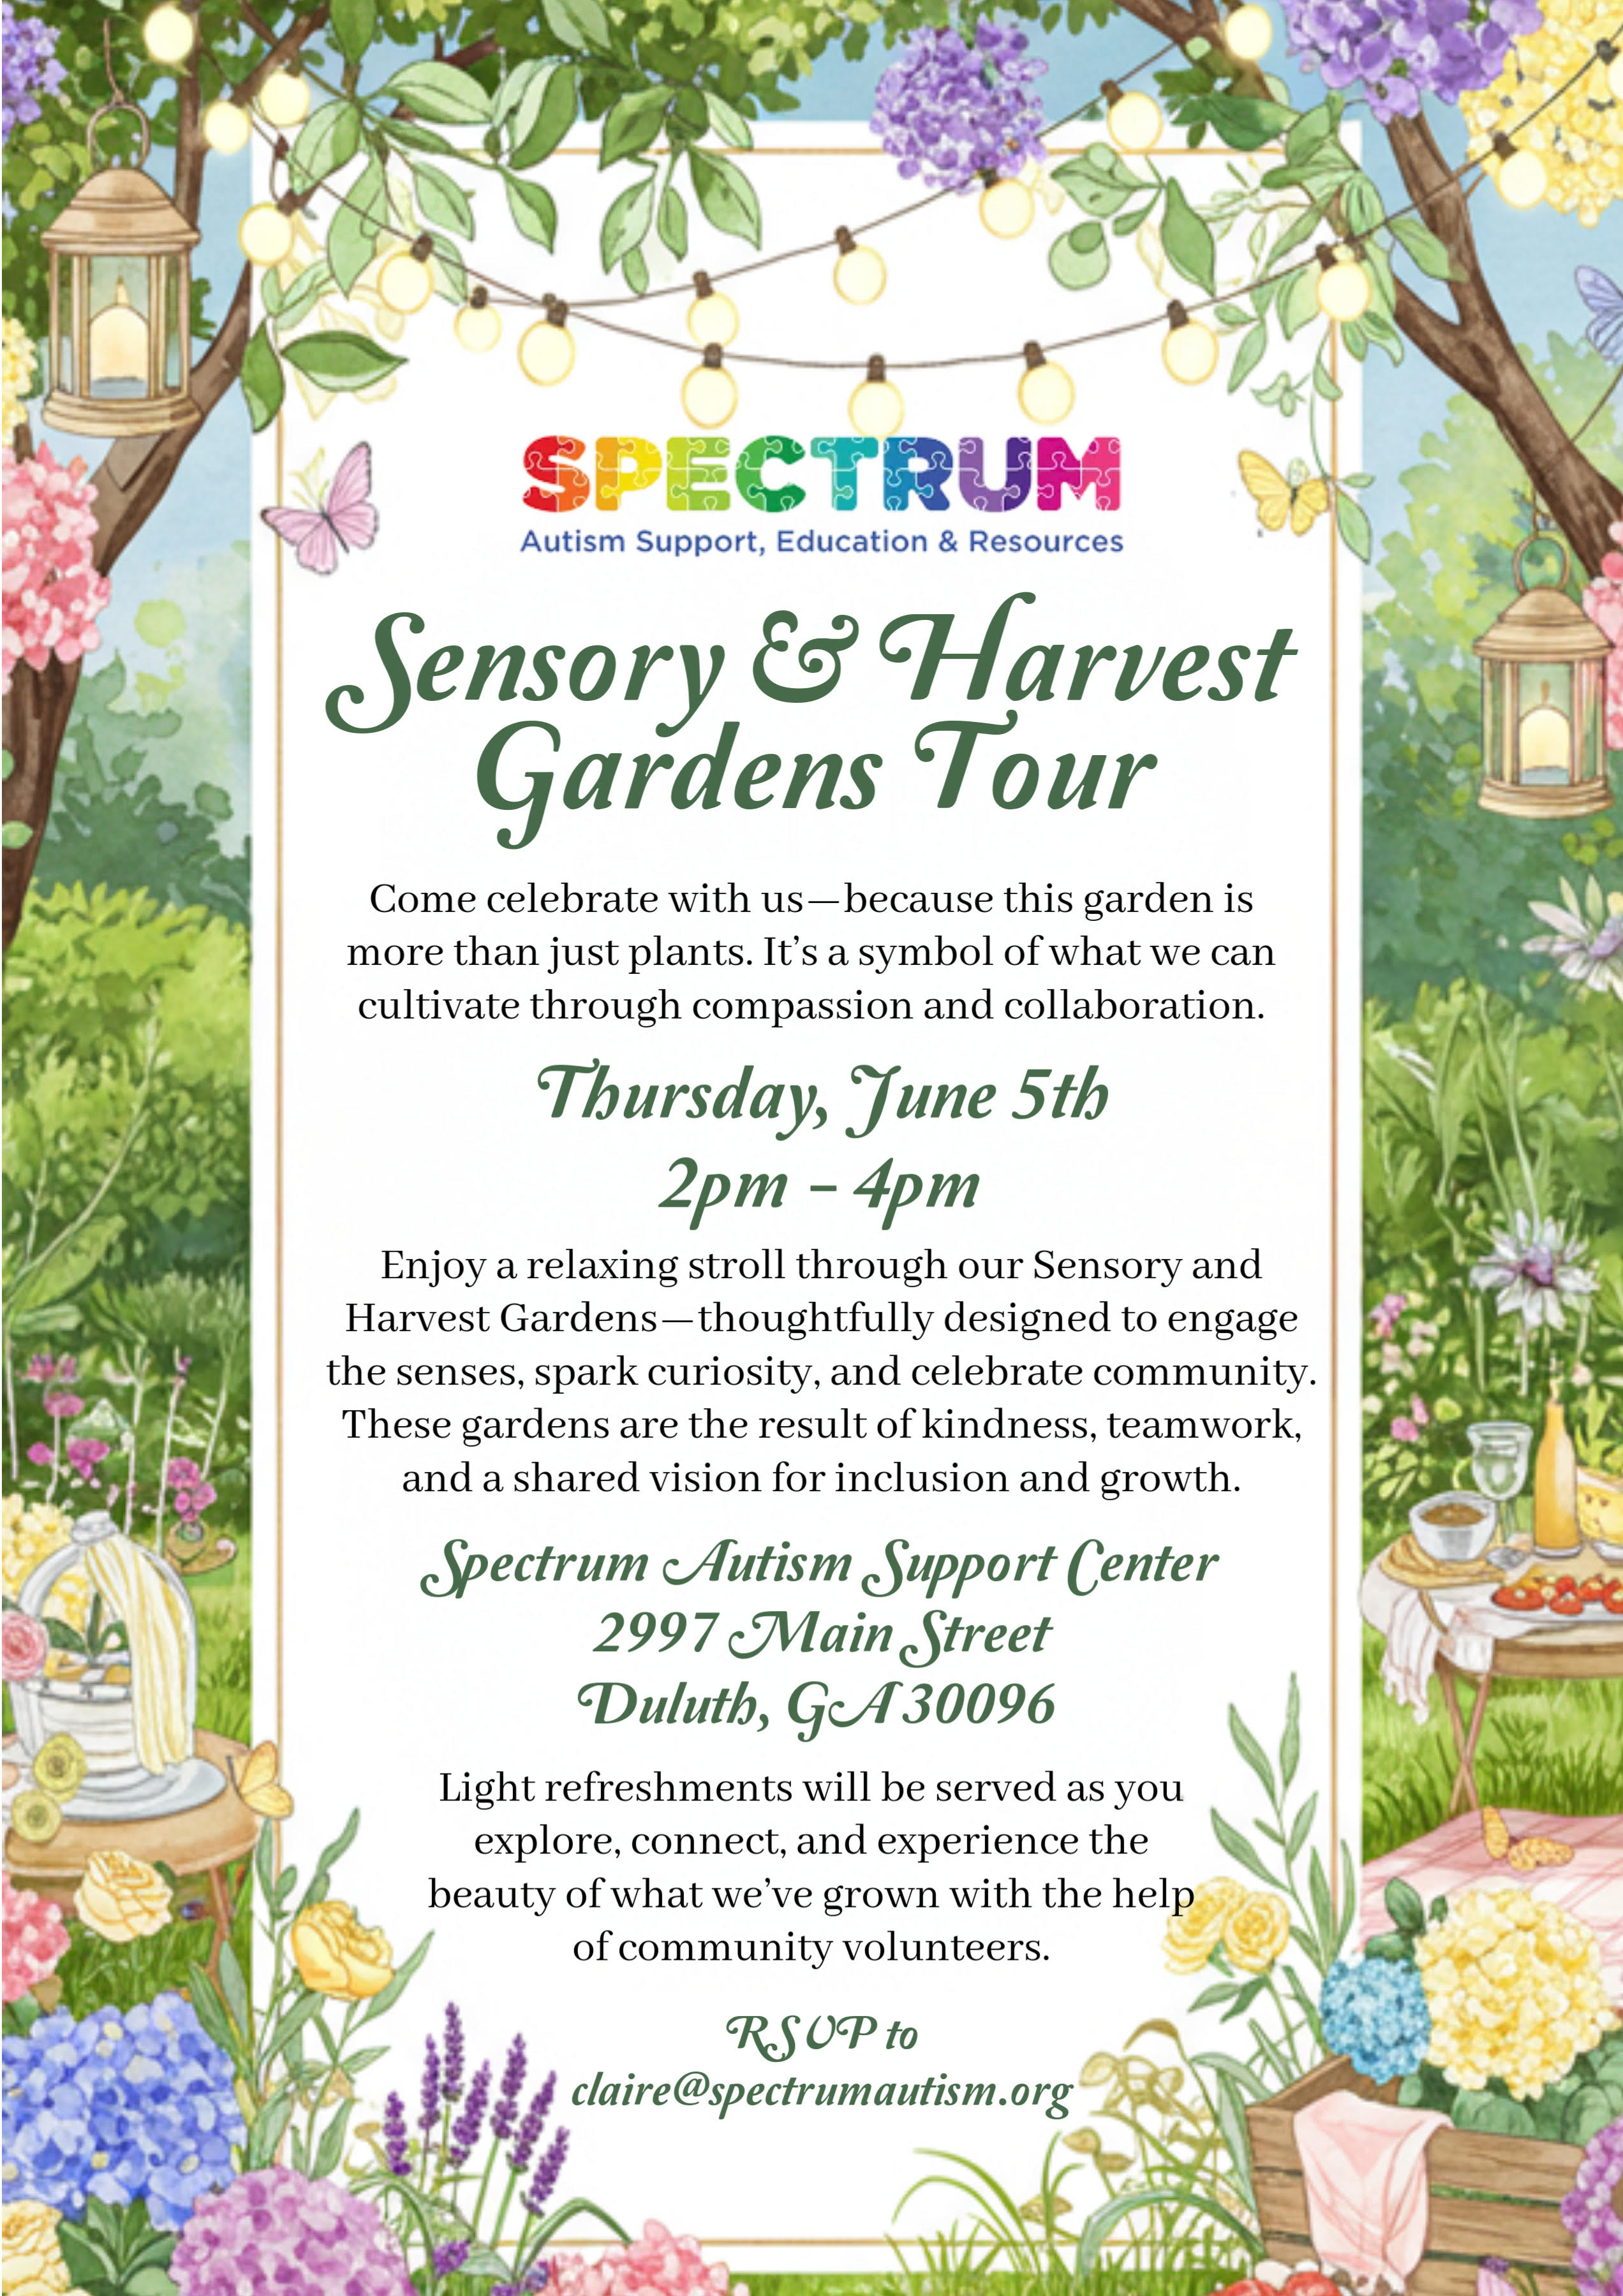 SPECTRUM
Autism Support, Education & Resources
Sensory & Harvest
Gardens Tour
Come celebrate with us—because this garden is
more than just plants. It’s a symbol of what we can
cultivate through compassion and collaboration.
Thursday, June 5th
2pm – 4pm
Enjoy a relaxing stroll through our Sensory and
Harvest Gardens—thoughtfully designed to engage
the senses, spark curiosity, and celebrate community.
These gardens are the result of kindness, teamwork,
and a shared vision for inclusion and growth.
Spectrum Autism Support Center
2997 Main Street
Duluth, GA 30096
Light refreshments will be served as you
explore, connect, and experience the
beauty of what we’ve grown with the help
of community volunteers.
RSVP to
claire@spectrumautism.org